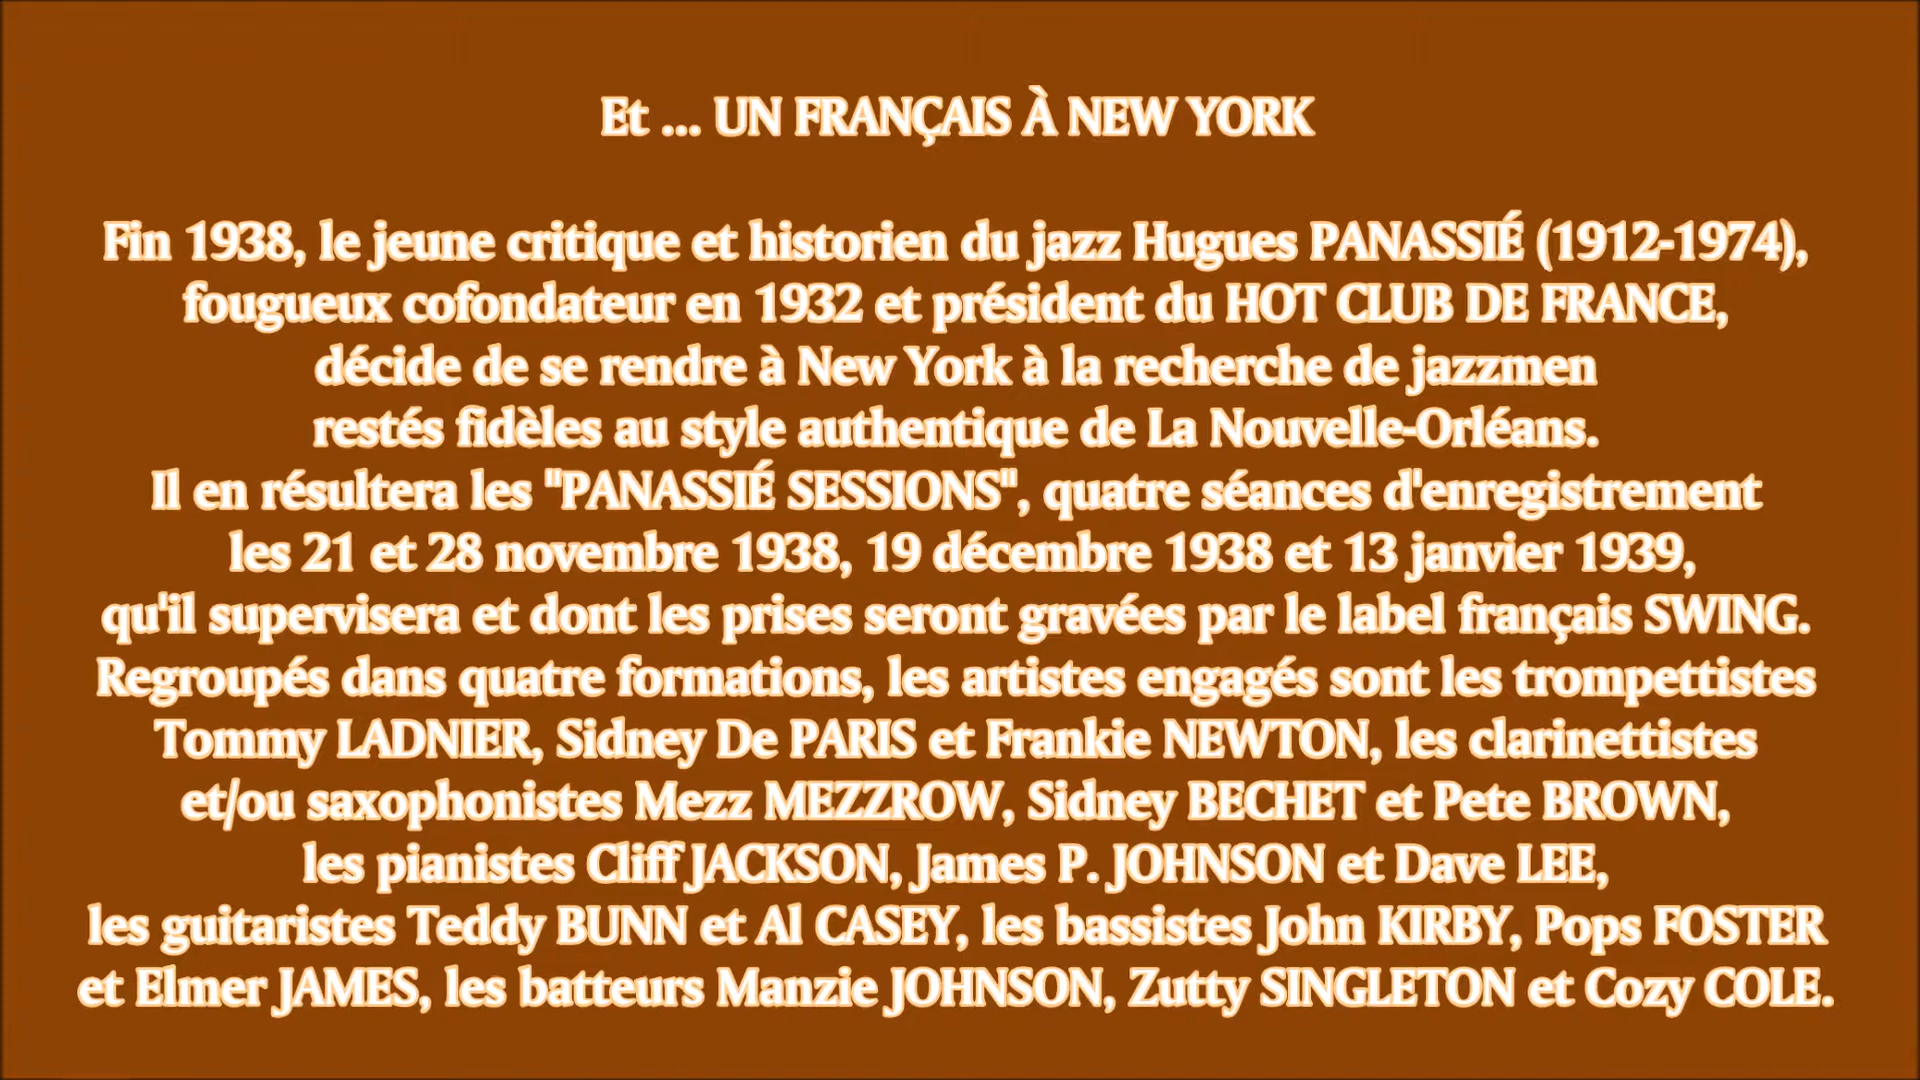 Et ... UN FRANÇAIS À NEW YORK
Fin 1938, le jeune critique et historien du jazz Hugues PANASSIÉ (1912-1974),
fougueux cofondateur en 1932 et président du HOT CLUB DE FRANCE,
décide de se rendre à New York à la recherche de jazzmen
restés fidèles au style authentique de La Nouvelle-Orléans.
Il en résultera les "PANASSIÉ SESSIONS", quatre séances d'enregistrement
les 21 et 28 novembre 1938, 19 décembre 1938 et 13 janvier 1939,
qu'il supervisera et dont les prises seront gravées par le label français SWING.
Regroupés dans quatre formations, les artistes engagés sont les trompettistes
Tommy LADNIER, Sidney De PARIS et Frankie NEWTON, les clarinettistes
et/ou saxophonistes Mezz MEZZROW, Sidney BECHET et Pete BROWN,
les pianistes Cliff JACKSON, James P. JOHNSON et Dave LEE,
les guitaristes Teddy BUNN et Al CASEY, les bassistes John KIRBY, Pops FOSTER
et Elmer JAMES, les batteurs Manzie JOHNSON, Zutty SINGLETON et Cozy COLE.